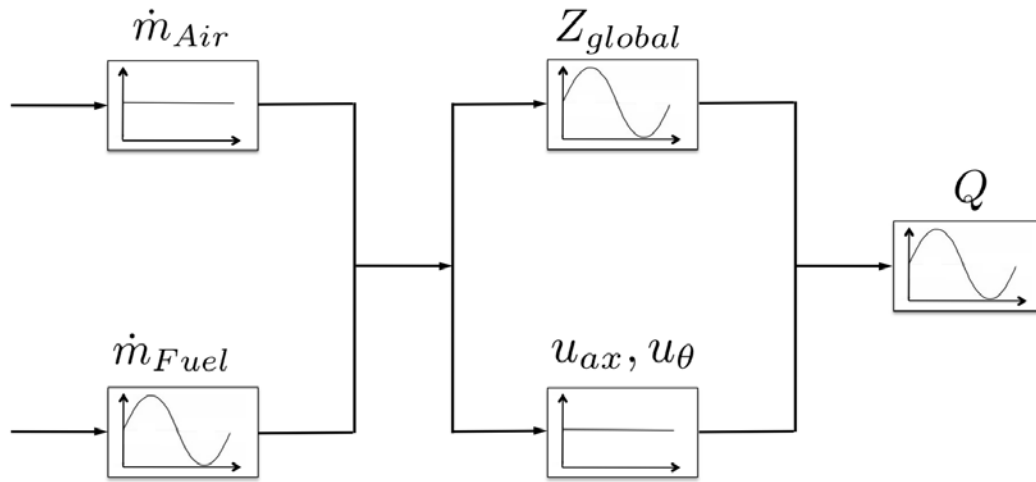 ṁ_Air
Z_global
Q
ṁ_Fuel
u_ax, u_θ